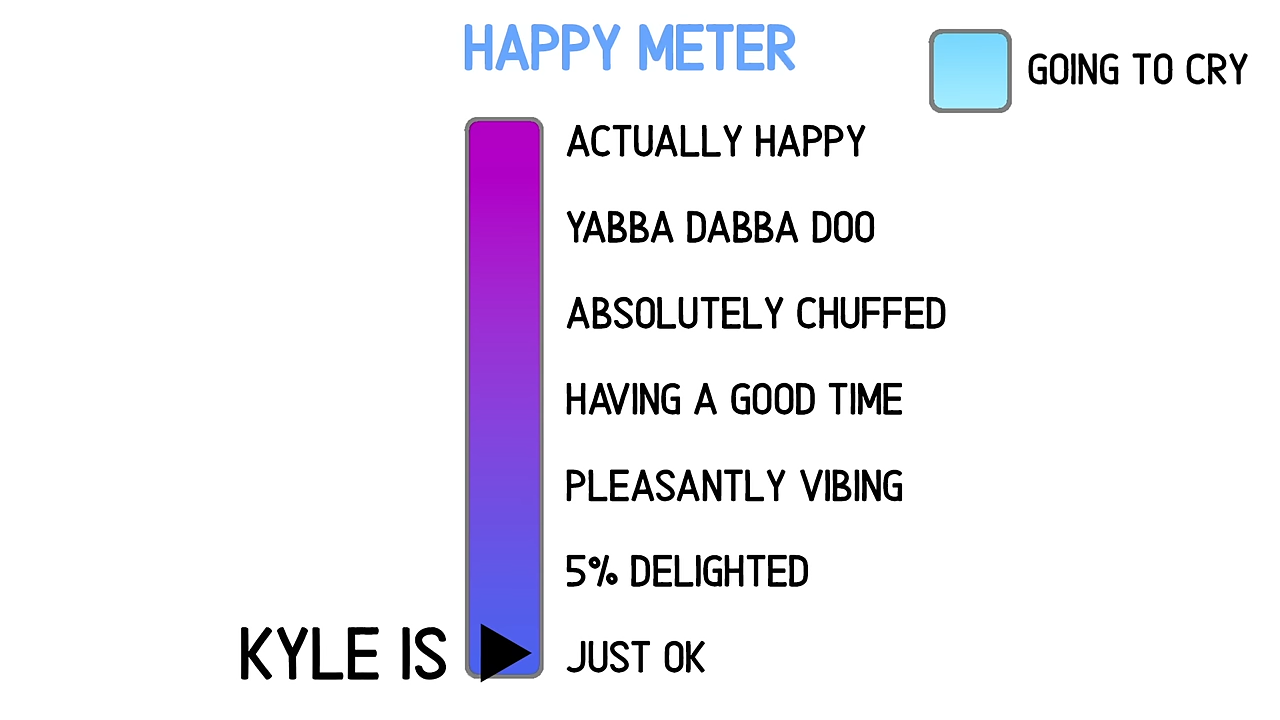 HAPPY METER
GOING TO CRY
ACTUALLY HAPPY
YABBA DABBA DOO
ABSOLUTELY CHUFFED
HAVING A GOOD TIME
PLEASANTLY VIBING
5% DELIGHTED
KYLE IS
JUST OK